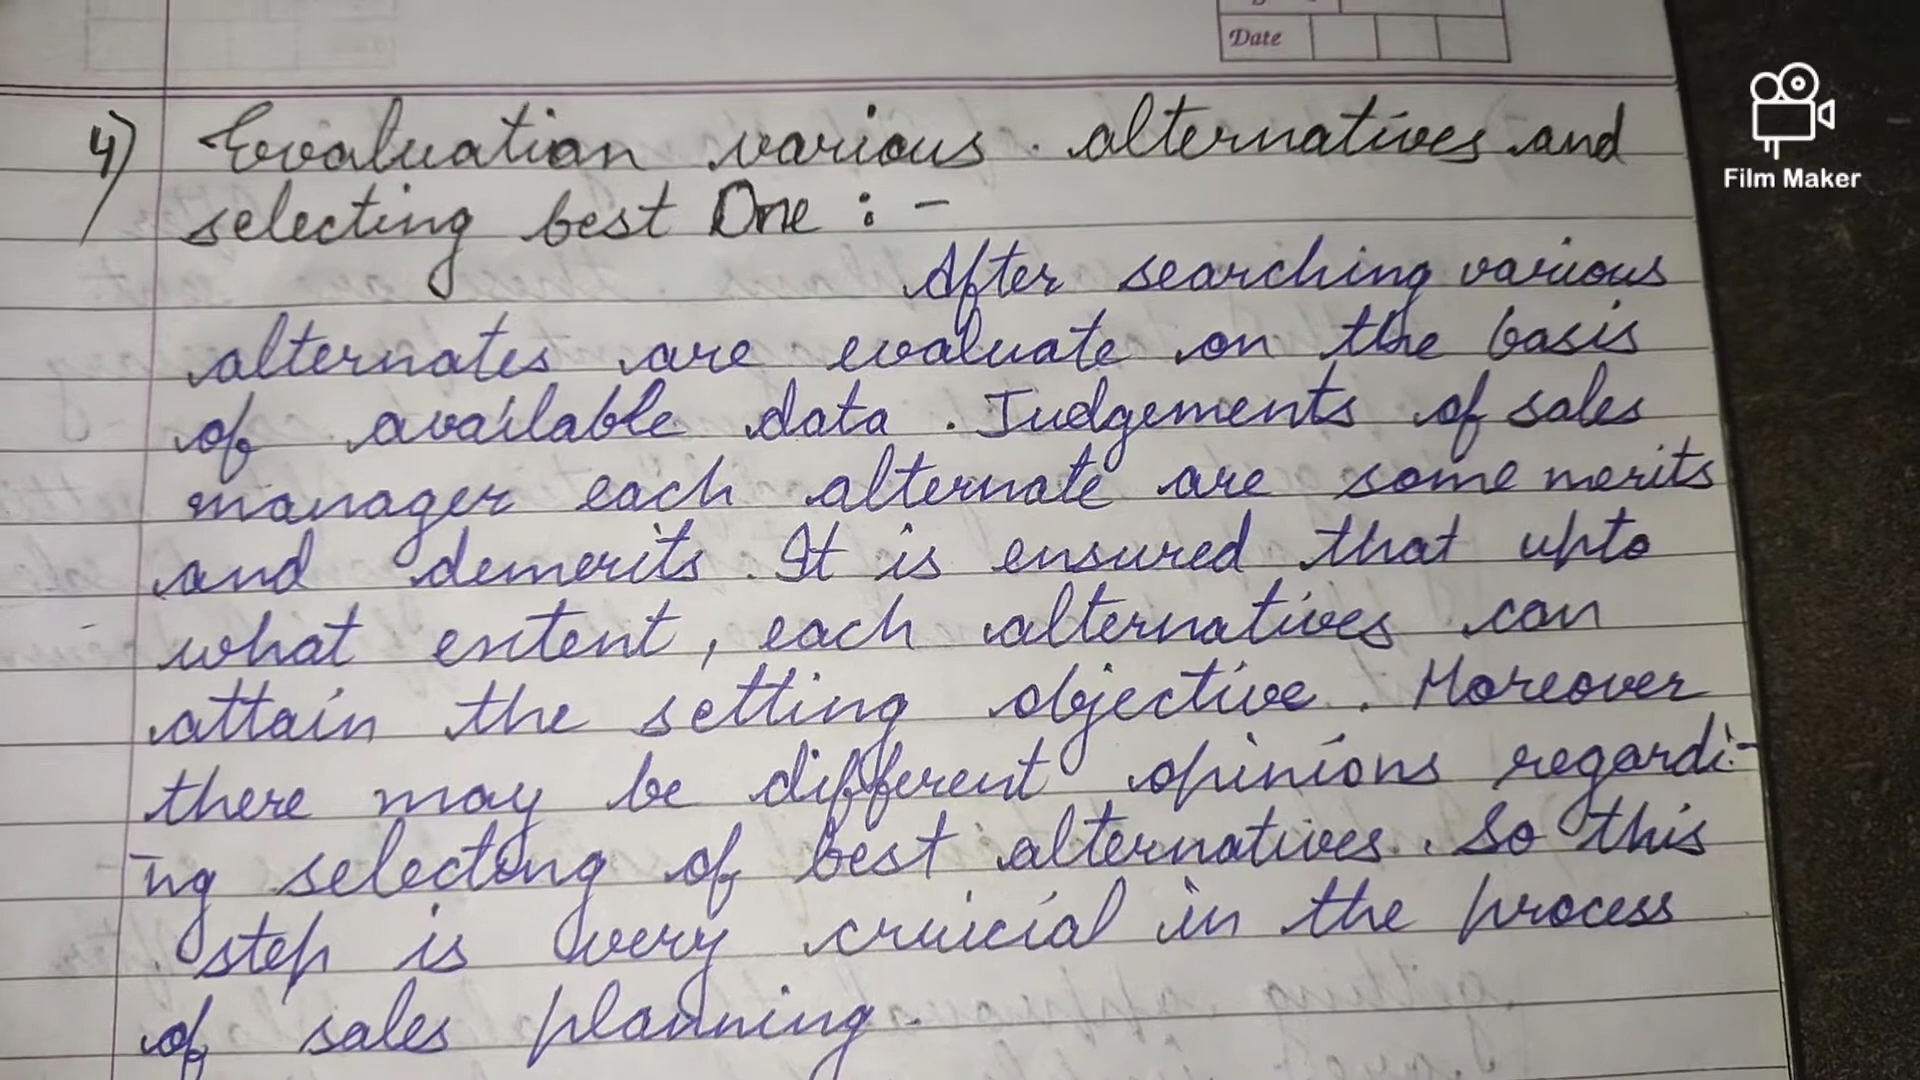 Date
Film Maker
4) Evaluation various alternatives and
selecting best One : -
After searching various
alternates are evaluate on the basis
of available data. Judgements of sales
manager each alternate are some merits
and demerits. It is ensured that upto
what extent, each alternatives can
attain the setting objective. Moreover
there may be different opinions regardi-
ng selecting of best alternatives. So this
step is very crucial in the process
of sales planning.